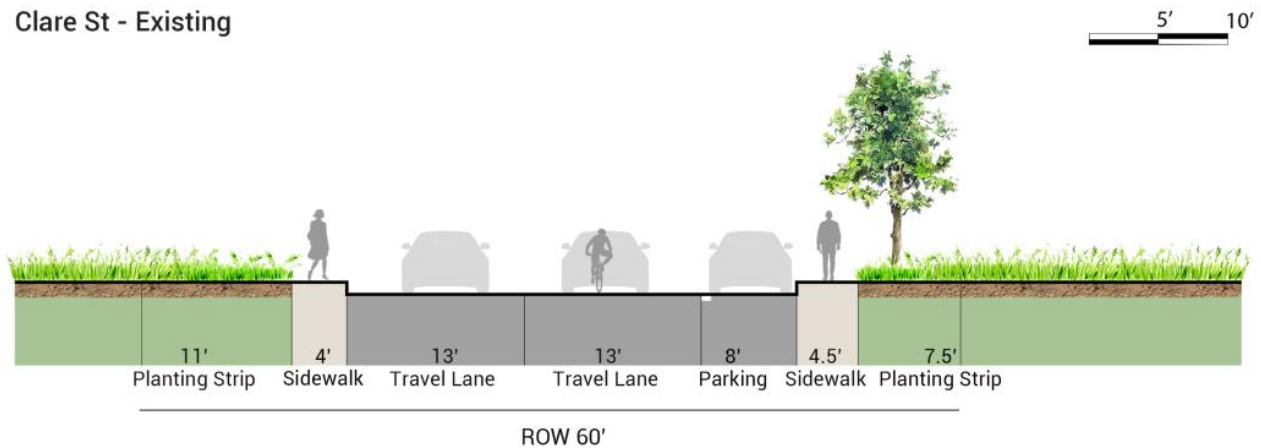 Clare St - Existing
5’ 10’
11’ 4’ 13’ 13’ 8’ 4.5’ 7.5’
Planting Strip Sidewalk Travel Lane Travel Lane Parking Sidewalk Planting Strip
ROW 60’